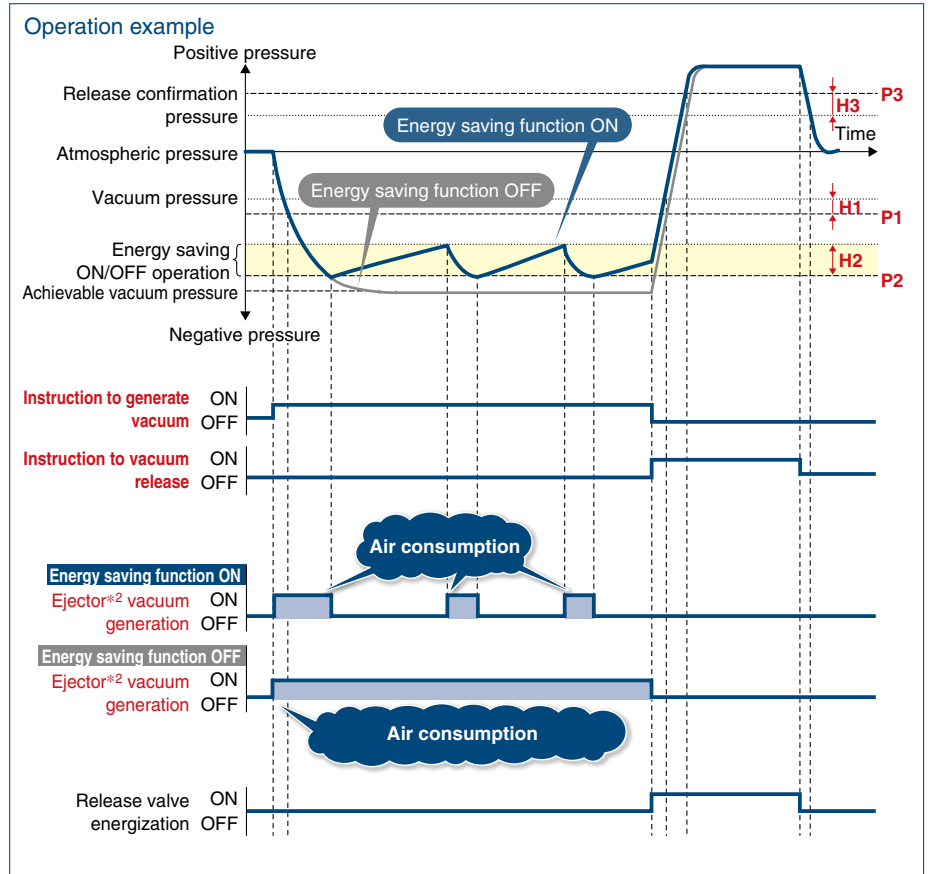 Operation example
Positive pressure
Release confirmation
pressure
P3
H3
Energy saving function ON
Time
Atmospheric pressure
Energy saving function OFF
Vacuum pressure
H1
P1
Energy saving
ON/OFF operation
H2
P2
Achievable vacuum pressure
Negative pressure
Instruction to generate
vacuum
ON
OFF
Instruction to vacuum
release
ON
OFF
Air consumption
Energy saving function ON
Ejector*2 vacuum
generation
ON
OFF
Energy saving function OFF
Ejector*2 vacuum
generation
ON
OFF
Air consumption
Release valve
energization
ON
OFF